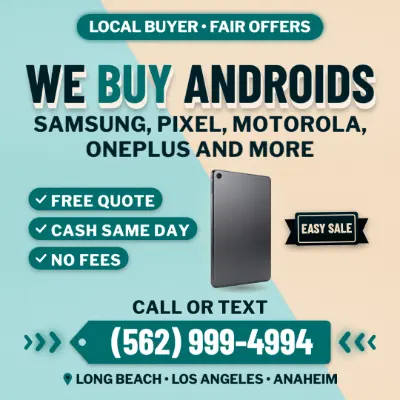 LOCAL BUYER • FAIR OFFERS
WE BUY ANDROIDS
SAMSUNG, PIXEL, MOTOROLA,
ONEPLUS AND MORE
FREE QUOTE
CASH SAME DAY
NO FEES
EASY SALE
CALL OR TEXT
(562) 999-4994
LONG BEACH • LOS ANGELES • ANAHEIM